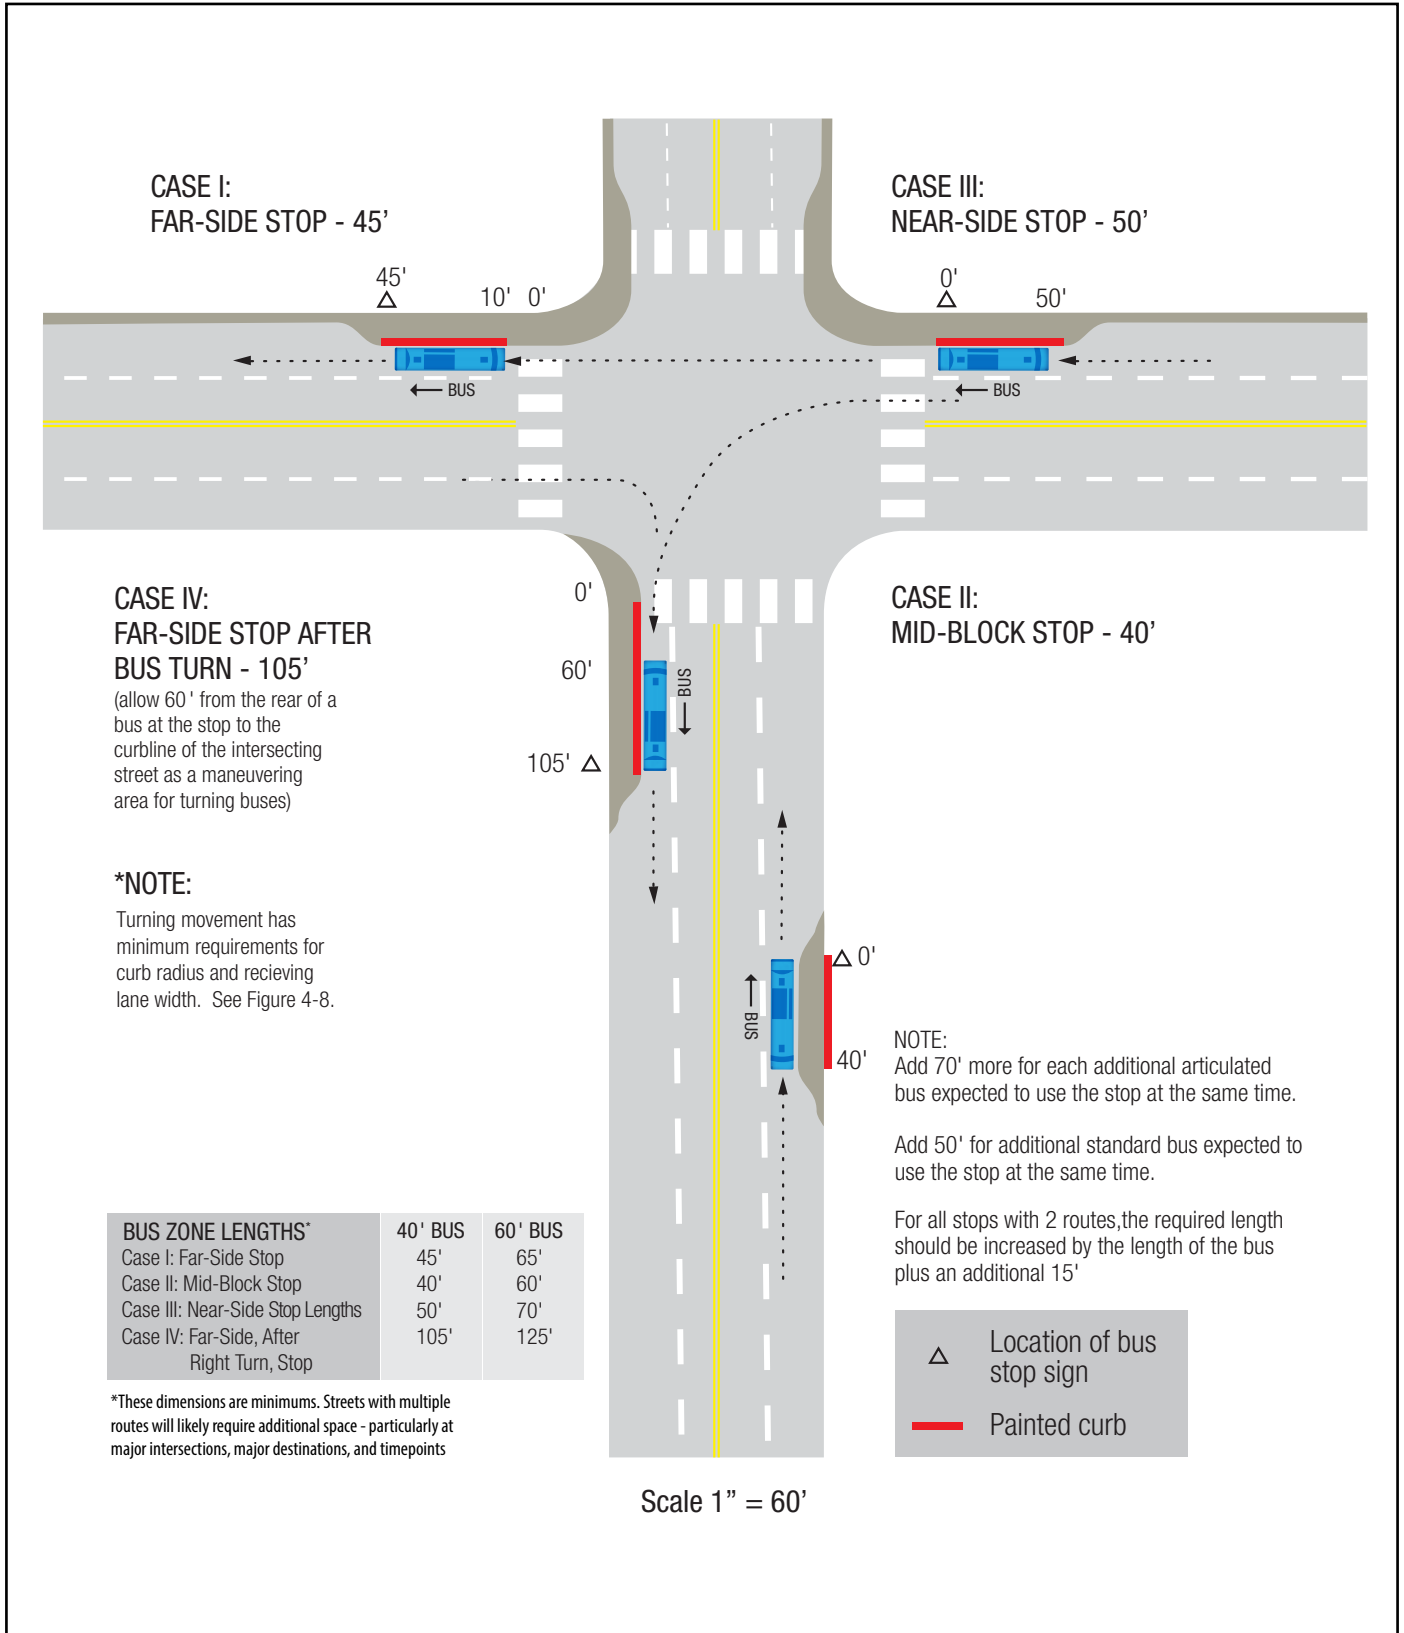 CASE I:
FAR-SIDE STOP - 45’
CASE III:
NEAR-SIDE STOP - 50’
45'
10' 0'
0'
50'
BUS
BUS
CASE IV:
FAR-SIDE STOP AFTER
BUS TURN - 105’
(allow 60 ' from the rear of a
bus at the stop to the
curbline of the intersecting
street as a maneuvering
area for turning buses)
0'
60'
105'
BUS
CASE II:
MID-BLOCK STOP - 40’
*NOTE:
Turning movement has
minimum requirements for
curb radius and recieving
lane width. See Figure 4-8.
BUS
0'
40'
NOTE:
Add 70' more for each additional articulated
bus expected to use the stop at the same time.
Add 50' for additional standard bus expected to
use the stop at the same time.
For all stops with 2 routes,the required length
should be increased by the length of the bus
plus an additional 15'
BUS ZONE LENGTHS* 40' BUS 60' BUS
Case I: Far-Side Stop 45' 65'
Case II: Mid-Block Stop 40' 60'
Case III: Near-Side Stop Lengths 50' 70'
Case IV: Far-Side, After 105' 125'
Right Turn, Stop
*These dimensions are minimums. Streets with multiple
routes will likely require additional space - particularly at
major intersections, major destinations, and timepoints
Location of bus
stop sign
Painted curb
Scale 1” = 60’